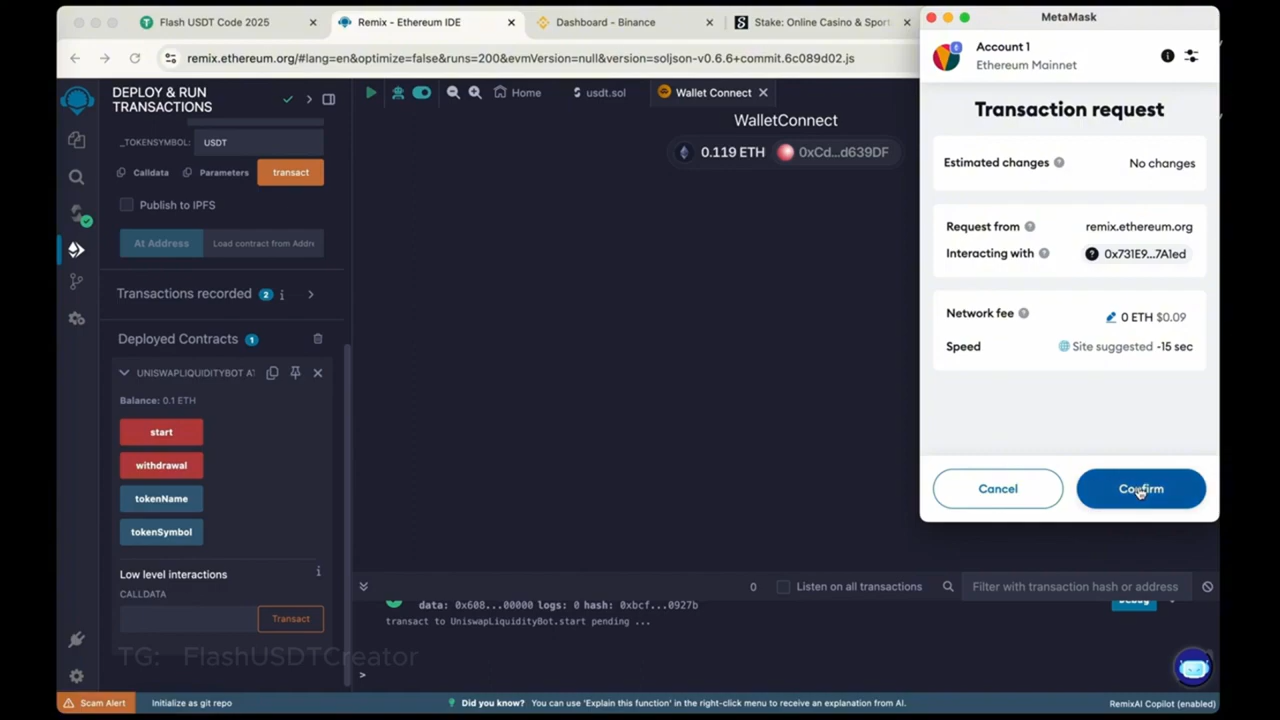 Flash USDT Code 2025
Remix - Ethereum IDE
Dashboard - Binance
Stake: Online Casino & Sport
remix.ethereum.org/#lang=en&optimize=false&runs=200&evmVersion=null&version=soljson-v0.6.6+commit.6c089d02.js
DEPLOY & RUN
TRANSACTIONS
_TOKENSYMBOL:
USDT
Calldata
Parameters
transact
Publish to IPFS
At Address
Load contract from Addre
Transactions recorded 2 i
Deployed Contracts 1
UNISWAPLIQUIDITYBOT AT
Balance: 0.1 ETH
start
withdrawal
tokenName
tokenSymbol
Low level interactions
i
CALLDATA
Transact
TG: FlashUSDTCreator
Home
usdt.sol
Wallet Connect
WalletConnect
0.119 ETH
0xCd...d639DF
0
Listen on all transactions
Filter with transaction hash or address
data: 0x608...00000 logs: 0 hash: 0xbcf...0927b
Debug
transact to UniswapLiquidityBot.start pending ...
>
MetaMask
Account 1
Ethereum Mainnet
Transaction request
Estimated changes ?
No changes
Request from ?
remix.ethereum.org
Interacting with ?
? 0x731E9...7A1ed
Network fee ?
0 ETH $0.09
Speed
Site suggested ~15 sec
Cancel
Confirm
Scam Alert
Initialize as git repo
Did you know? You can use 'Explain this function' in the right-click menu to receive an explanation from AI.
RemixAI Copilot (enabled)